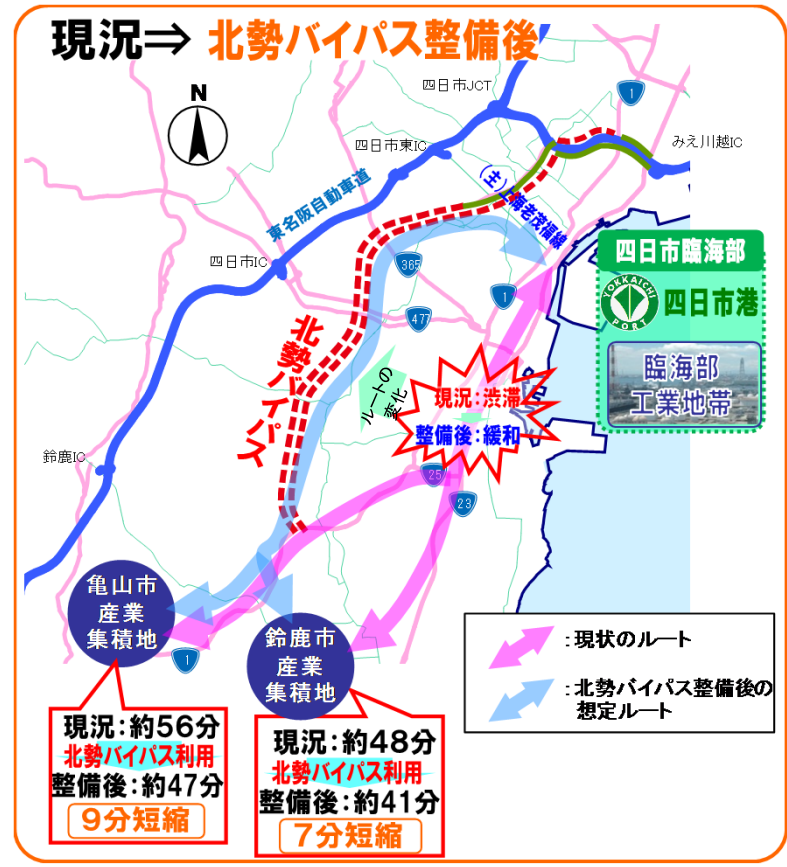 現況⇒ 北勢バイパス整備後
N
四日市JCT
1
四日市東IC
みえ川越IC
東名阪自動車道
(主)上海老茂福線
四日市臨海部
YOKKAICHI PORT
四日市港
臨海部
工業地帯
四日市IC
365
1
477
北勢バイパス
ルートの
変化
現況：渋滞
整備後：緩和
鈴鹿IC
25
23
亀山市
産業
集積地
鈴鹿市
産業
集積地
1
：現状のルート
：北勢バイパス整備後の
想定ルート
現況：約56分
北勢バイパス利用
整備後：約47分
9分短縮
現況：約48分
北勢バイパス利用
整備後：約41分
7分短縮